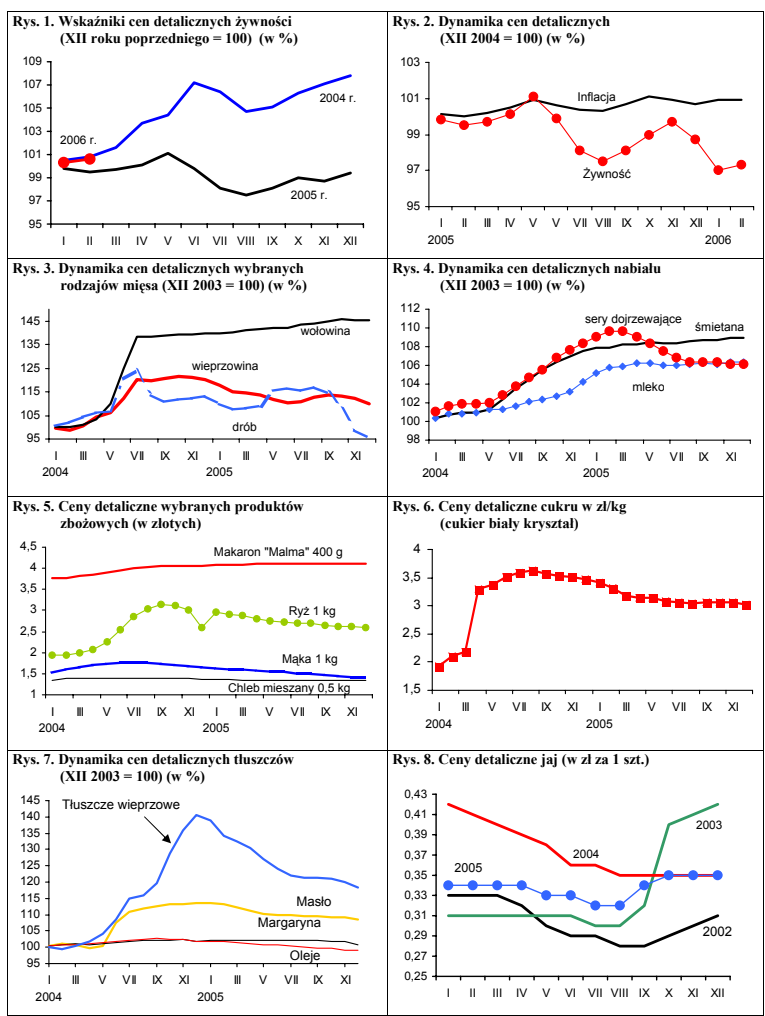 Rys. 1. Wskaźniki cen detalicznych żywności
(XII roku poprzedniego = 100) (w %)
109
107
105
103
101
99
97
95
2004 r.
2006 r.
2005 r.
I II III IV V VI VII VIII IX X XI XII
Rys. 2. Dynamika cen detalicznych
(XII 2004 = 100) (w %)
103
101
99
97
95
Inflacja
Żywność
I II III IV V V VII VIII IX X XI XII I II
2005 2006
Rys. 3. Dynamika cen detalicznych wybranych
rodzajów mięsa (XII 2003 = 100) (w %)
145
135
125
115
105
95
wołowina
wieprzowina
drób
I III V VII IX XI I III V VII IX XI
2004 2005
Rys. 4. Dynamika cen detalicznych nabiału
(XII 2003 = 100) (w %)
112
110
108
106
104
102
100
98
sery dojrzewające
śmietana
mleko
I III V VII IX XI I III V VII IX XI
2004 2005
Rys. 5. Ceny detaliczne wybranych produktów
zbożowych (w złotych)
4,5
4
3,5
3
2,5
2
1,5
1
Makaron "Malma" 400 g
Ryż 1 kg
Mąka 1 kg
Chleb mieszany 0,5 kg
I III V VII IX XI I III V VII IX XI
2004 2005
Rys. 6. Ceny detaliczne cukru w zł/kg
(cukier biały kryształ)
4
3,5
3
2,5
2
1,5
I III V VII IX XI I III V VII IX XI
2004 2005
Rys. 7. Dynamika cen detalicznych tłuszczów
(XII 2003 = 100) (w %)
145
140
135
130
125
120
115
110
105
100
95
Tłuszcze wieprzowe
Masło
Margaryna
Oleje
I III V VII IX XI I III V VII IX XI
2004 2005
Rys. 8. Ceny detaliczne jaj (w zł za 1 szt.)
0,43
0,41
0,39
0,37
0,35
0,33
0,31
0,29
0,27
0,25
2003
2004
2005
2002
I II III IV V VI VII VIII IX X XI XII